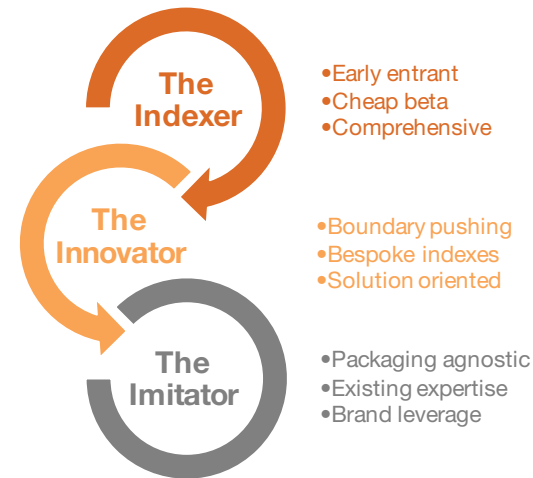 The
Indexer
•Early entrant
•Cheap beta
•Comprehensive
The
Innovator
•Boundary pushing
•Bespoke indexes
•Solution oriented
The
Imitator
•Packaging agnostic
•Existing expertise
•Brand leverage